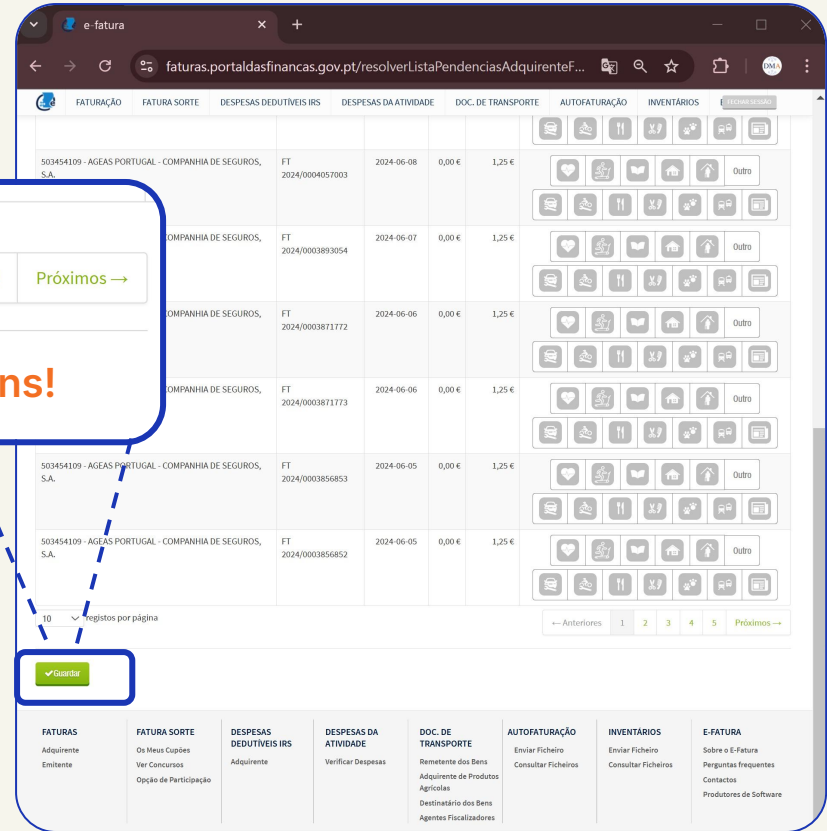 e-fatura
faturas.portaldasfinancas.gov.pt/resolverListaPendenciasAdquirenteF...
DMA
FATURAÇÃO FATURA SORTE DESPESAS DEDUTÍVEIS IRS DESPESAS DA ATIVIDADE DOC. DE TRANSPORTE AUTOFATURAÇÃO INVENTÁRIOS FECHAR SESSÃO
503454109 - AGEAS PORTUGAL - COMPANHIA DE SEGUROS, FT 2024-06-08 0,00 € 1,25 € Outro
S.A. 2024/0004057003
COMPANHIA DE SEGUROS, FT 2024-06-07 0,00 € 1,25 € Outro
2024/0003893054
Próximos →
COMPANHIA DE SEGUROS, FT 2024-06-06 0,00 € 1,25 € Outro
2024/0003871772
ns!
COMPANHIA DE SEGUROS, FT 2024-06-06 0,00 € 1,25 € Outro
2024/0003871773
503454109 - AGEAS PORTUGAL - COMPANHIA DE SEGUROS, FT 2024-06-05 0,00 € 1,25 € Outro
S.A. 2024/0003856853
503454109 - AGEAS PORTUGAL - COMPANHIA DE SEGUROS, FT 2024-06-05 0,00 € 1,25 € Outro
S.A. 2024/0003856852
10 registos por página ← Anteriores 1 2 3 4 5 Próximos →
Guardar
FATURAS
Adquirente
Emitente
FATURA SORTE
Os Meus Cupões
Ver Concursos
Opção de Participação
DESPESAS
DEDUTÍVEIS IRS
Adquirente
DESPESAS DA
ATIVIDADE
Verificar Despesas
DOC. DE
TRANSPORTE
Remetente dos Bens
Adquirente de Produtos
Agrícolas
Destinatário dos Bens
Agentes Fiscalizadores
AUTOFATURAÇÃO
Enviar Ficheiro
Consultar Ficheiros
INVENTÁRIOS
Enviar Ficheiro
Consultar Ficheiros
E-FATURA
Sobre o E-Fatura
Perguntas frequentes
Contactos
Produtores de Software